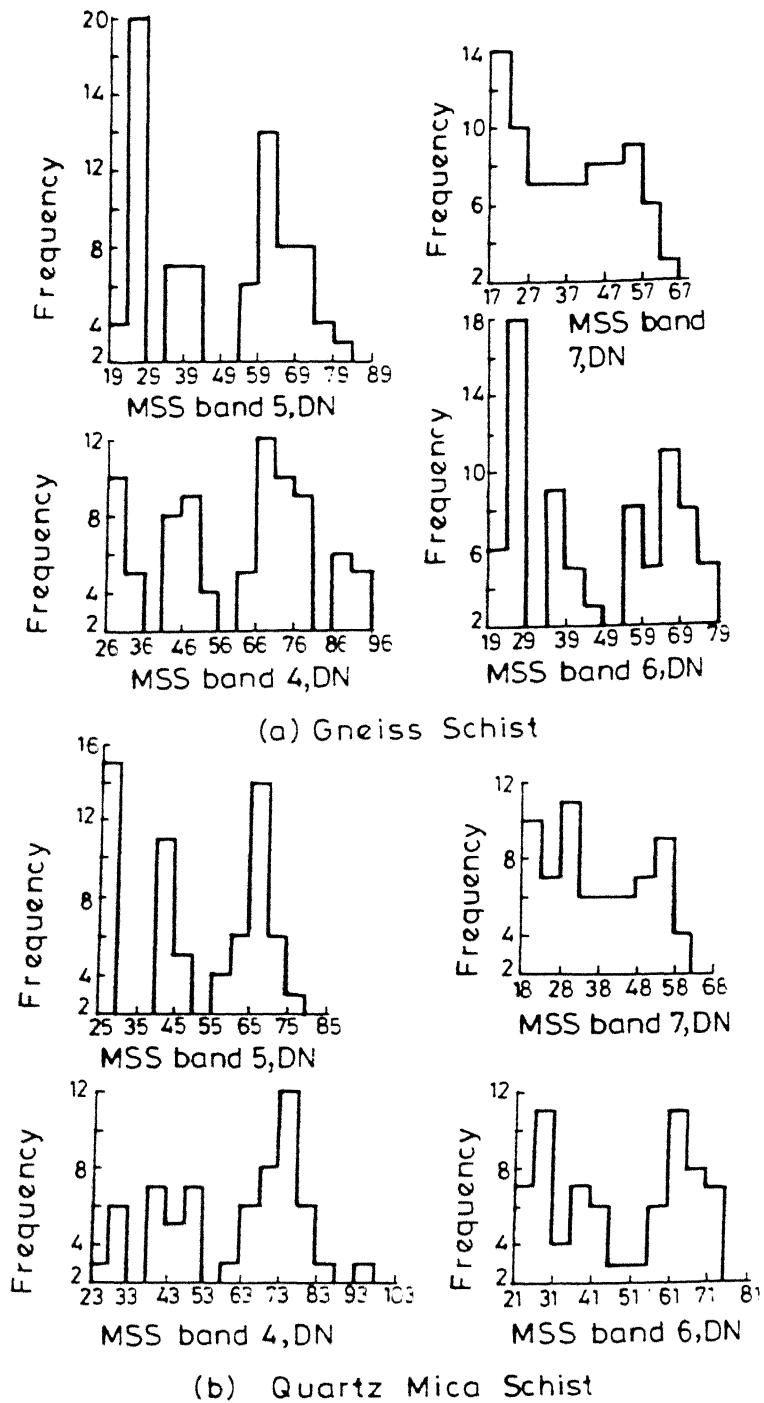 20
14
12
8
4
2
19 29 39 49 59 69 79 89
Frequency
MSS band 5,DN
14
10
6
2
17 27 37 47 57 67
Frequency
MSS band
7,DN
12
8
4
2
26 36 46 56 66 76 86 96
Frequency
MSS band 4,DN
18
14
10
6
2
19 29 39 49 59 69 79
Frequency
MSS band 6,DN
(a) Gneiss Schist
16
12
8
4
2
25 35 45 55 65 75 85
Frequency
MSS band 5,DN
12
8
4
2
18 28 38 48 58 68
Frequency
MSS band 7,DN
12
8
4
2
23 33 43 53 63 73 83 93 103
Frequency
MSS band 4,DN
12
8
4
2
21 31 41 51 61 71 81
Frequency
MSS band 6,DN
(b) Quartz Mica Schist